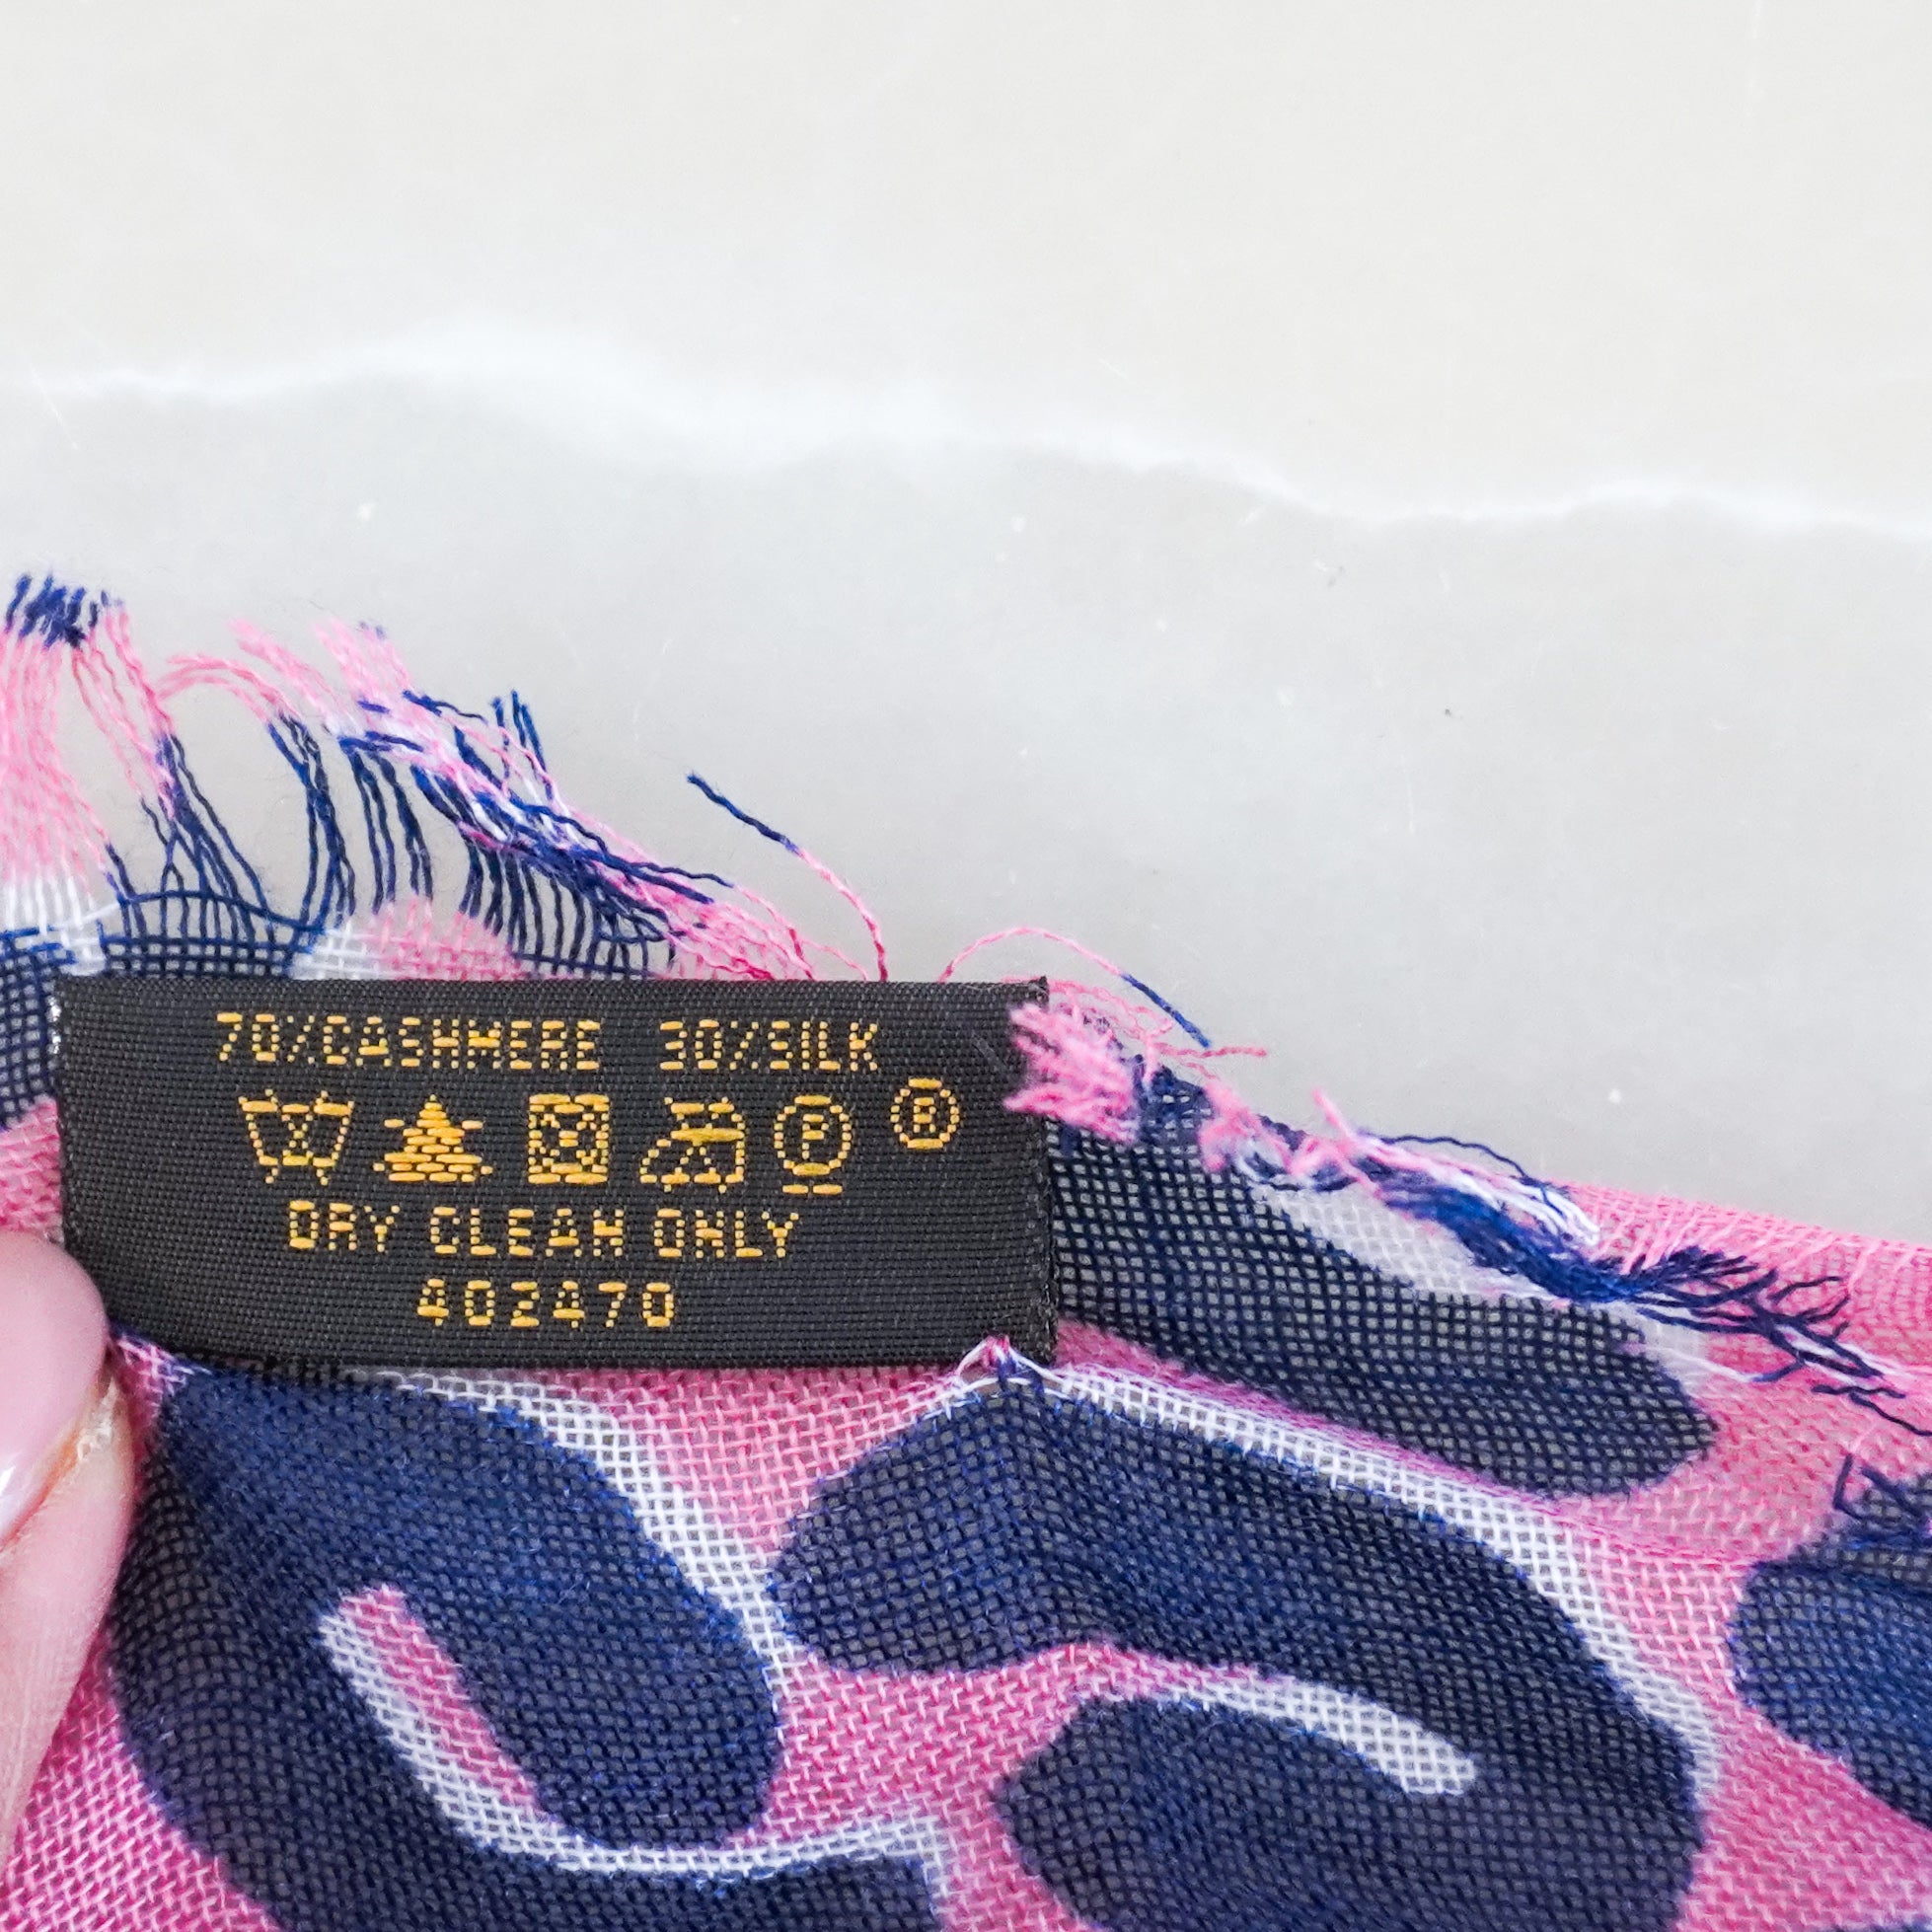 70%CASHMERE 30%SILK
P ®
DRY CLEAN ONLY
402470